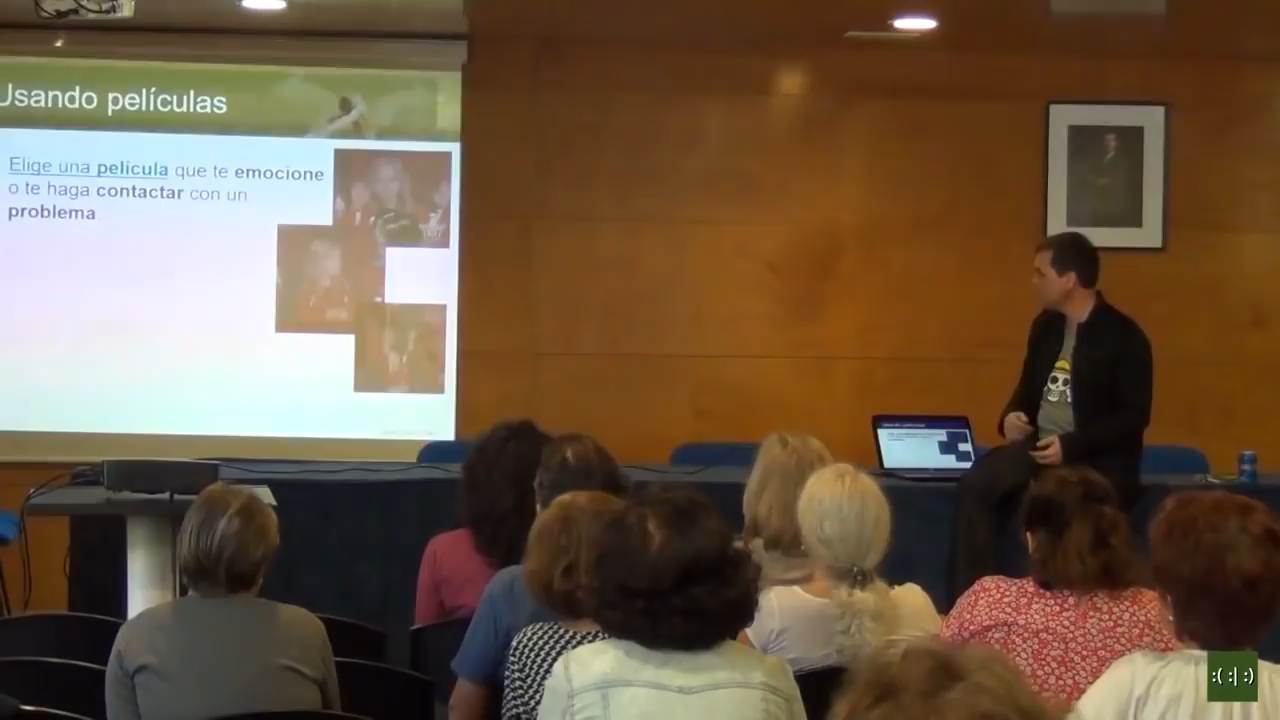 Usando películas
Elige una película que te emocione
o te haga contactar con un
problema
:( :| :)